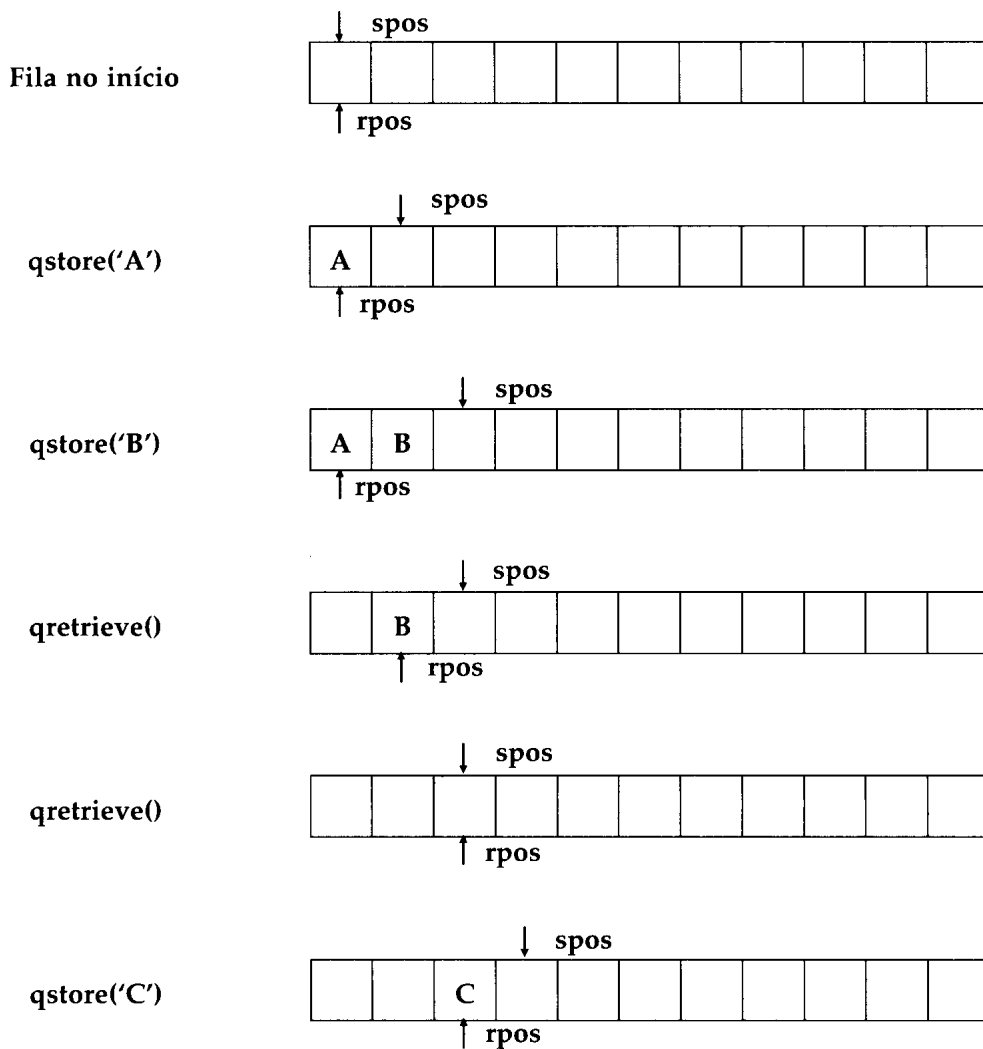 spos
Fila no início
rpos
spos
qstore(‘A’)
A
rpos
spos
qstore(‘B’)
A B
rpos
spos
qretrieve()
B
rpos
spos
qretrieve()
rpos
spos
qstore(‘C’)
C
rpos